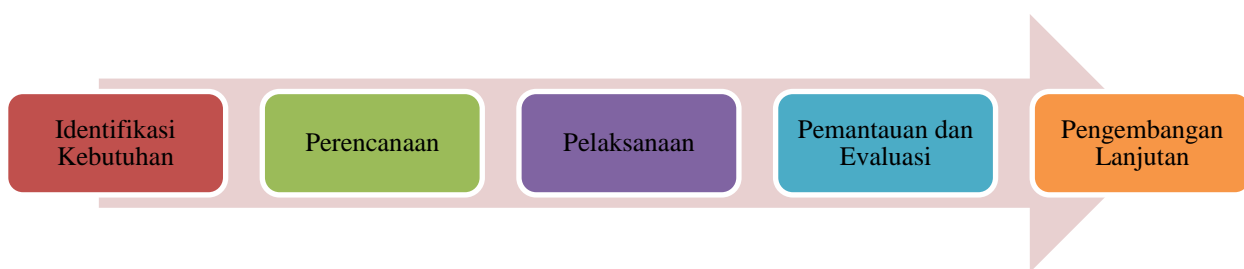 Identifikasi
Kebutuhan
Perencanaan
Pelaksanaan
Pemantauan dan
Evaluasi
Pengembangan
Lanjutan